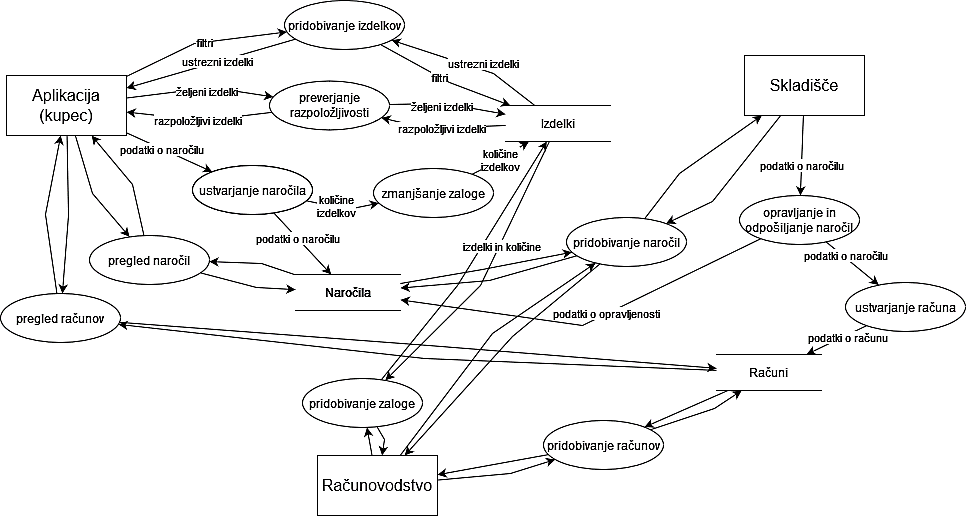 pridobivanje izdelkov
filtri
ustrezni izdelki
ustrezni izdelki
filtri
Aplikacija
(kupec)
željeni izdelki
preverjanje
razpoložljivosti
željeni izdelki
razpoložljivi izdelki
razpoložljivi izdelki
Izdelki
Skladišče
podatki o naročilu
količine
izdelkov
podatki o naročilu
ustvarjanje naročila
količine
izdelkov
zmanjšanje zaloge
opravljanje in
odpošiljanje naročil
podatki o naročilu
izdelki in količine
pridobivanje naročil
podatki o naročilu
pregled naročil
Naročila
ustvarjanje računa
pregled računov
podatki o opravljenosti
podatki o računu
Računi
pridobivanje zaloge
pridobivanje računov
Računovodstvo